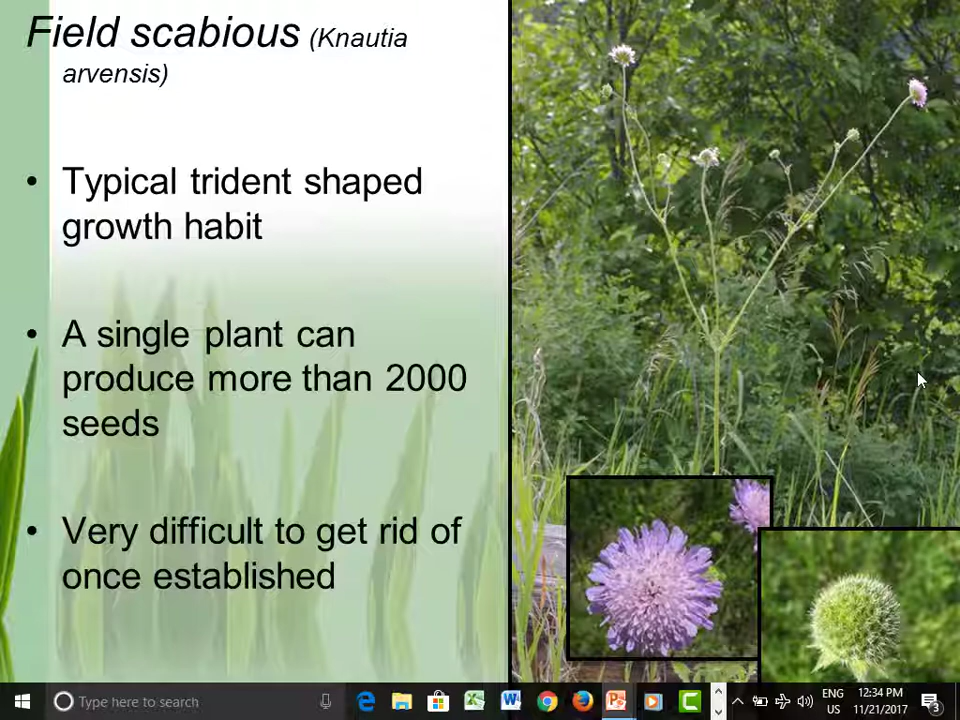 Field scabious (Knautia
arvensis)
• Typical trident shaped
growth habit
• A single plant can
produce more than 2000
seeds
• Very difficult to get rid of
once established
Type here to search
ENG
US
12:34 PM
11/21/2017
3